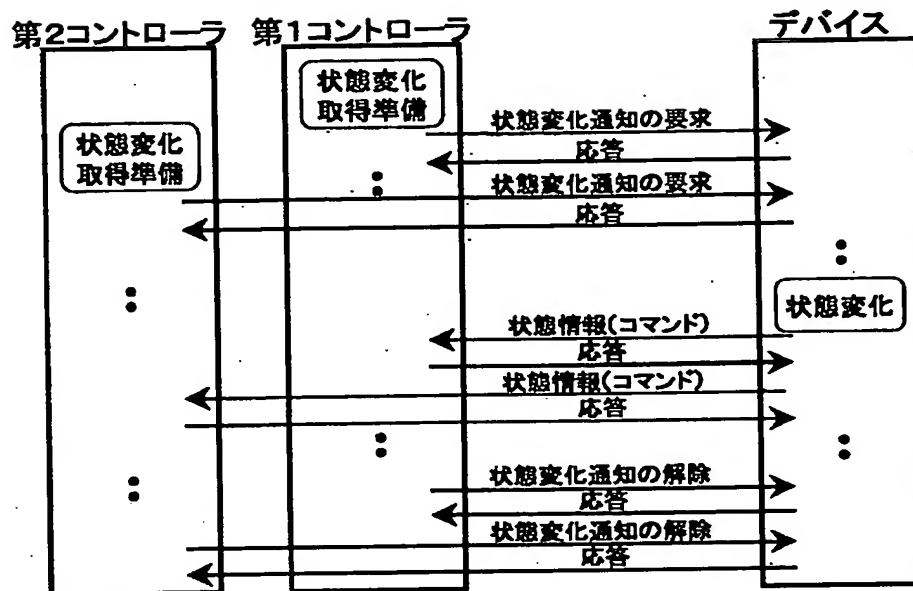 第2コントローラ 第1コントローラ デバイス
状態変化
取得準備
状態変化通知の要求
状態変化
取得準備
応答
状態変化通知の要求
応答
状態変化
状態情報(コマンド)
応答
状態情報(コマンド)
応答
状態変化通知の解除
応答
状態変化通知の解除
応答